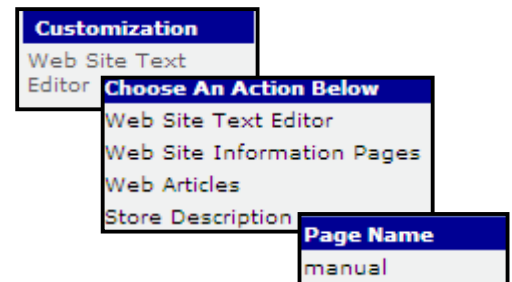 Customization
Web Site Text
Editor
Choose An Action Below
Web Site Text Editor
Web Site Information Pages
Web Articles
Store Description
Page Name
manual